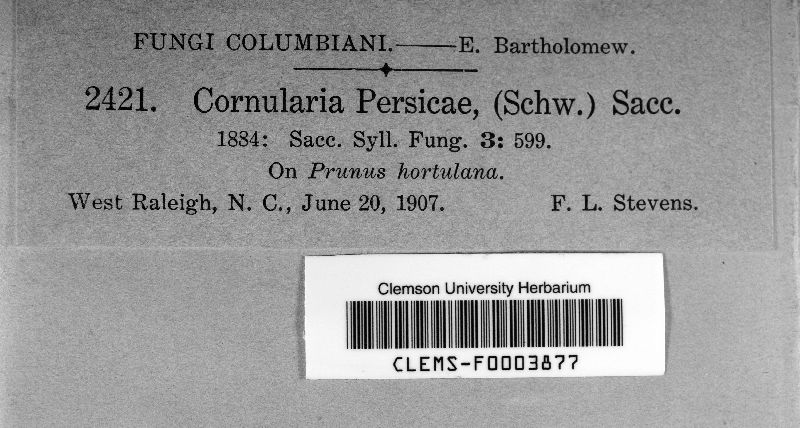 FUNGI COLUMBIANI.——E. Bartholomew.
2421. Cornularia Persicae, (Schw.) Sacc.
1884: Sacc. Syll. Fung. 3: 599.
On Prunus hortulana.
West Raleigh, N. C., June 20, 1907. F. L. Stevens.
Clemson University Herbarium
CLEMS-F0003877